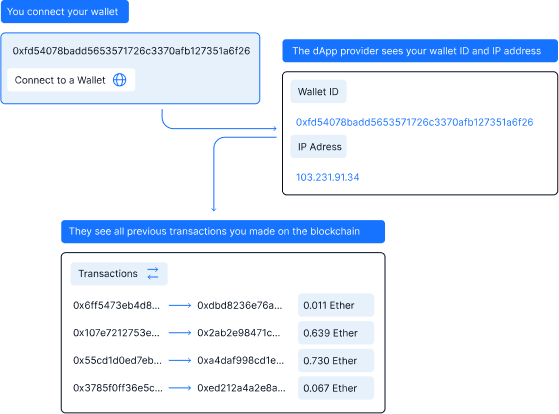 You connect your wallet
0xfd54078badd5653571726c3370afb127351a6f26
Connect to a Wallet
The dApp provider sees your wallet ID and IP address
Wallet ID
0xfd54078badd5653571726c3370afb127351a6f26
IP Adress
103.231.91.34
They see all previous transactions you made on the blockchain
Transactions
0x6ff5473eb4d8... 0xdbd8236e76a... 0.011 Ether
0x107e7212753e... 0x2ab2e98471c... 0.639 Ether
0x55cd1d0ed7eb... 0xa4daf998cd1e... 0.730 Ether
0x3785f0ff36e5c... 0xed212a4a2e8a... 0.067 Ether